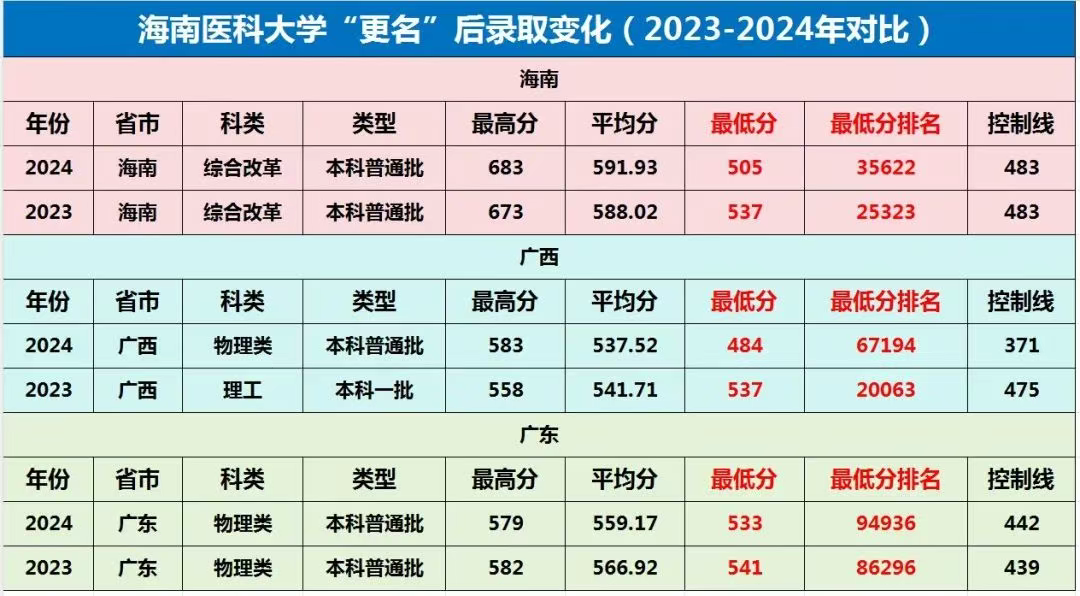 海南医科大学“更名”后录取变化（2023-2024年对比）
海南
年份 省市 科类 类型 最高分 平均分 最低分 最低分排名 控制线
2024 海南 综合改革 本科普通批 683 591.93 505 35622 483
2023 海南 综合改革 本科普通批 673 588.02 537 25323 483
广西
年份 省市 科类 类型 最高分 平均分 最低分 最低分排名 控制线
2024 广西 物理类 本科普通批 583 537.52 484 67194 371
2023 广西 理工 本科一批 558 541.71 537 20063 475
广东
年份 省市 科类 类型 最高分 平均分 最低分 最低分排名 控制线
2024 广东 物理类 本科普通批 579 559.17 533 94936 442
2023 广东 物理类 本科普通批 582 566.92 541 86296 439